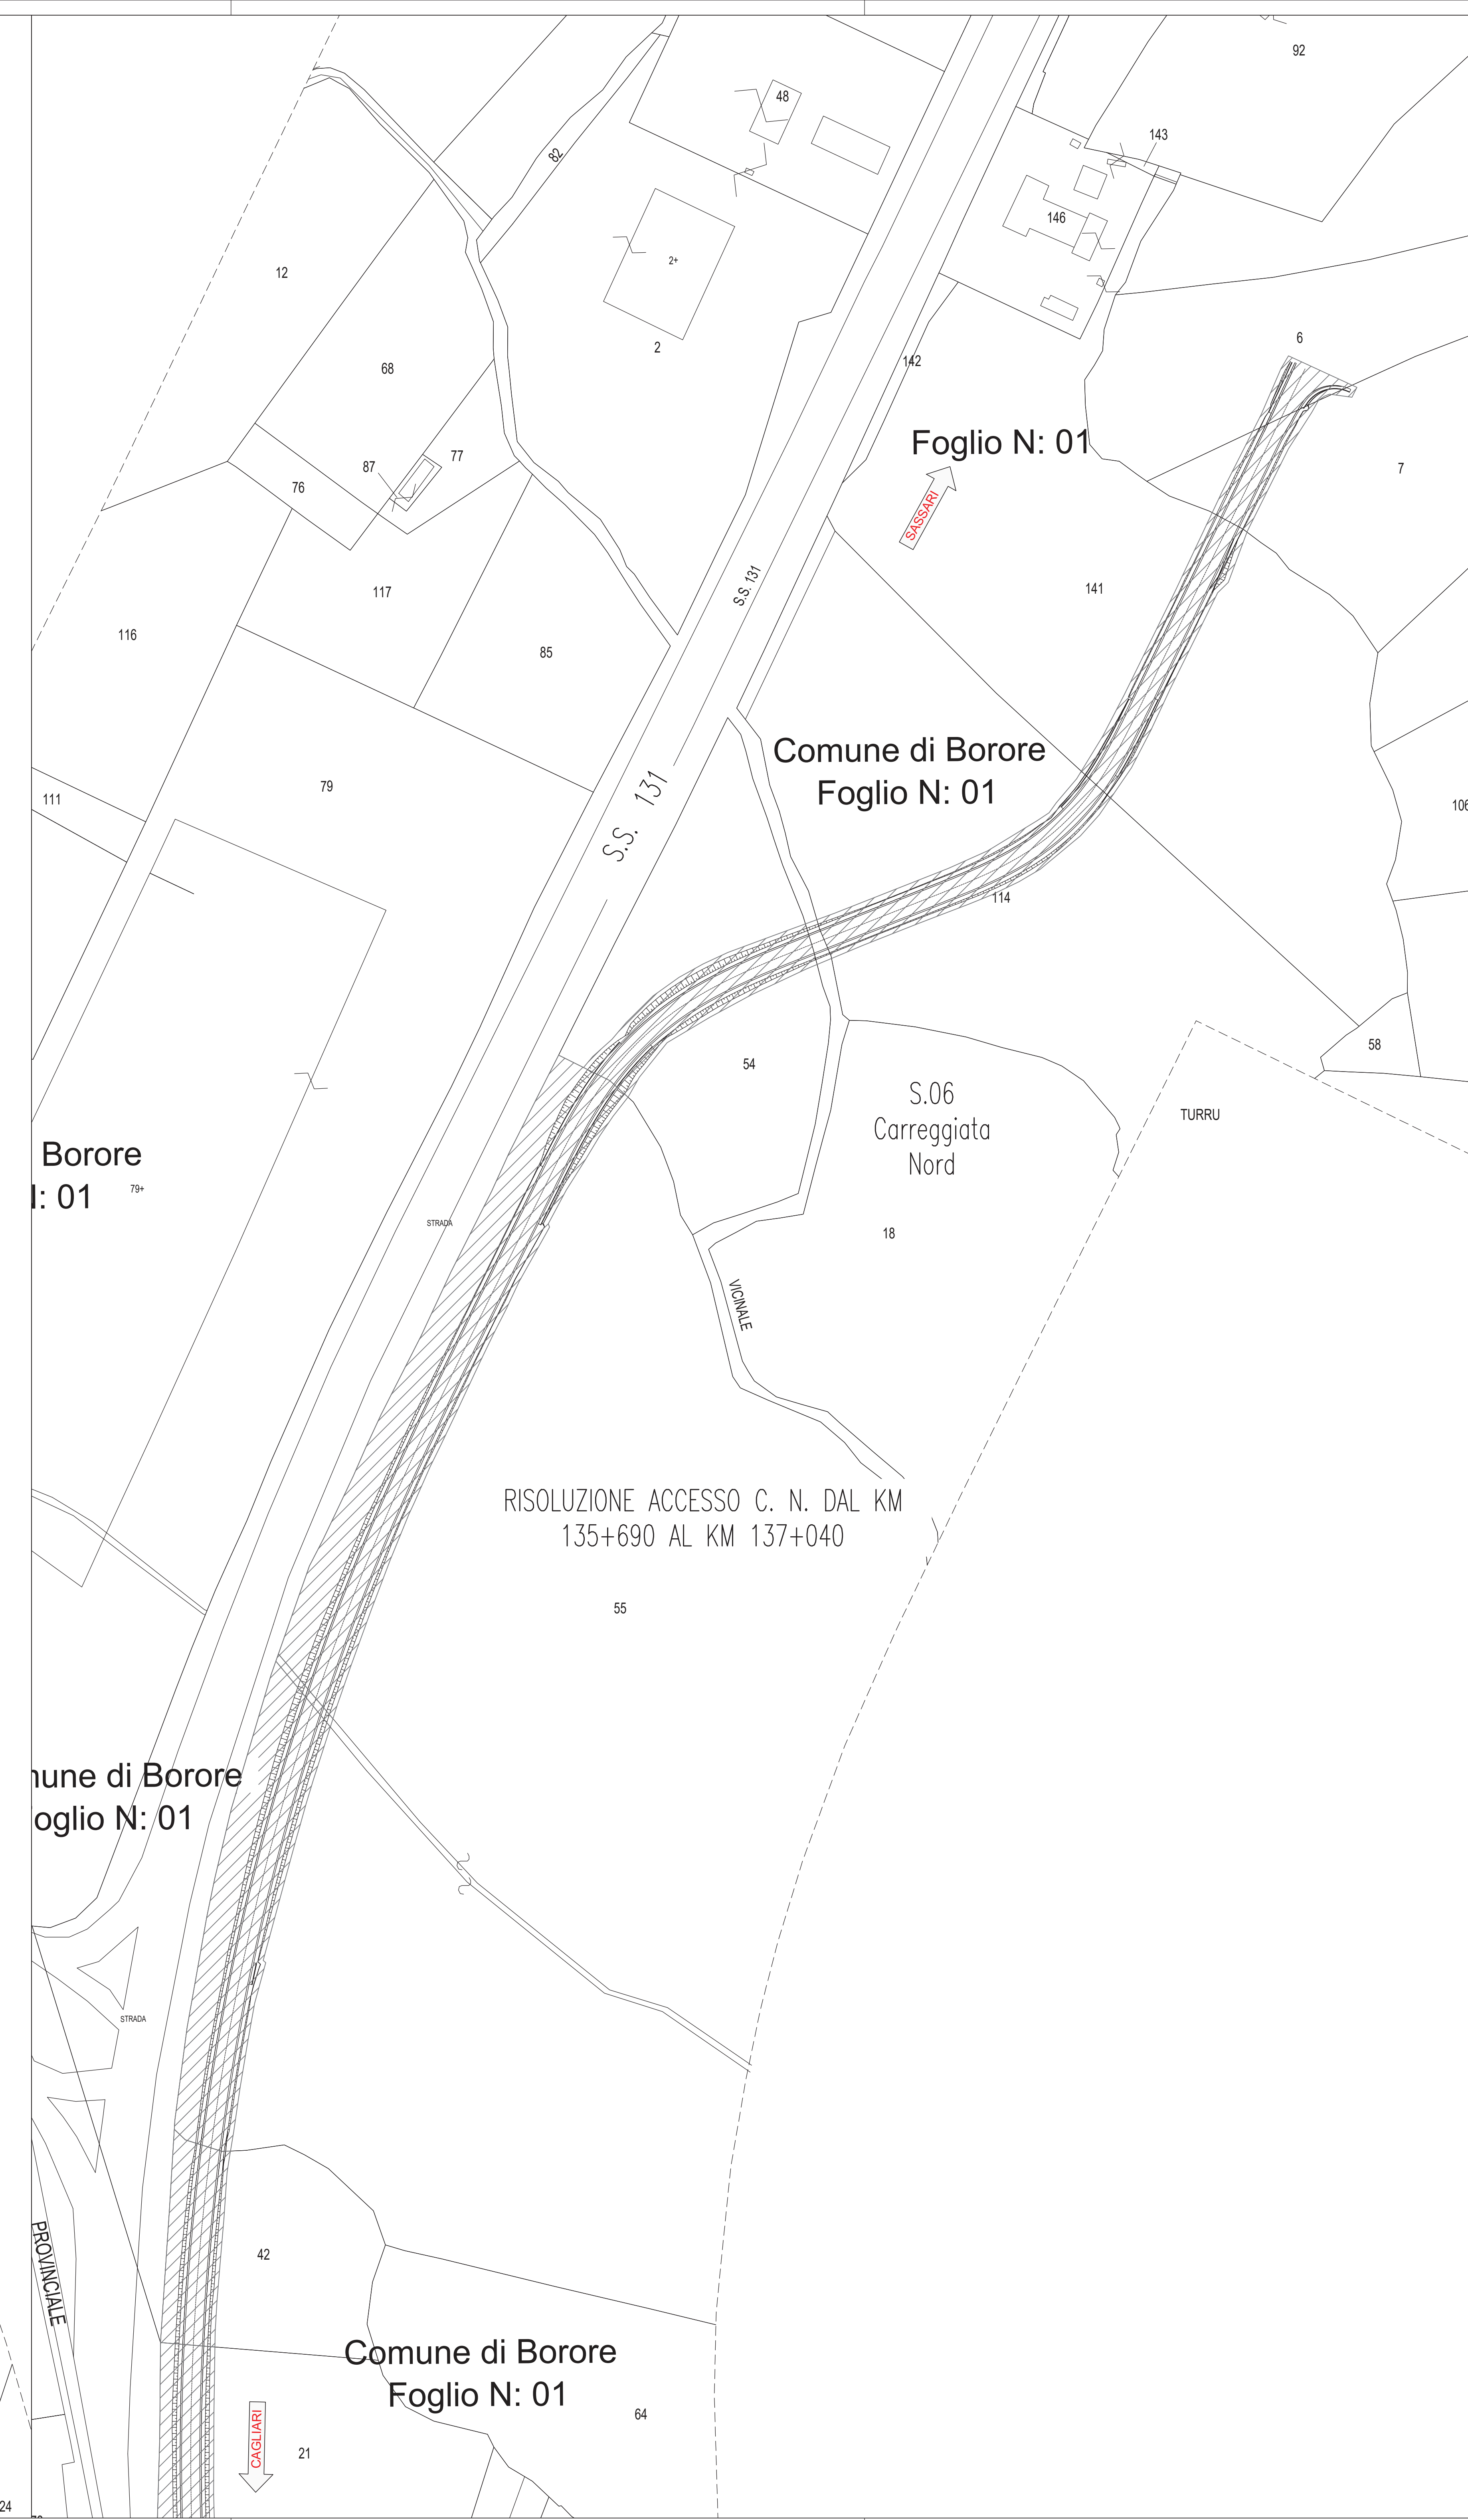 92
48
143
82
146
2+
12
6
2
142
68
Foglio N: 01
77
87
7
76
SASSARI
S.S. 131
141
117
116
85
Comune di Borore
Foglio N: 01
79
111
106
S.S. 131
114
58
54
S.06
Carreggiata
Nord
TURRU
Borore
: 01
79+
STRADA
18
VICINALE
RISOLUZIONE ACCESSO C. N. DAL KM
135+690 AL KM 137+040
55
mune di Borore
oglio N: 01
STRADA
PROVINCIALE
42
Comune di Borore
Foglio N: 01
64
CAGLIARI
21
24